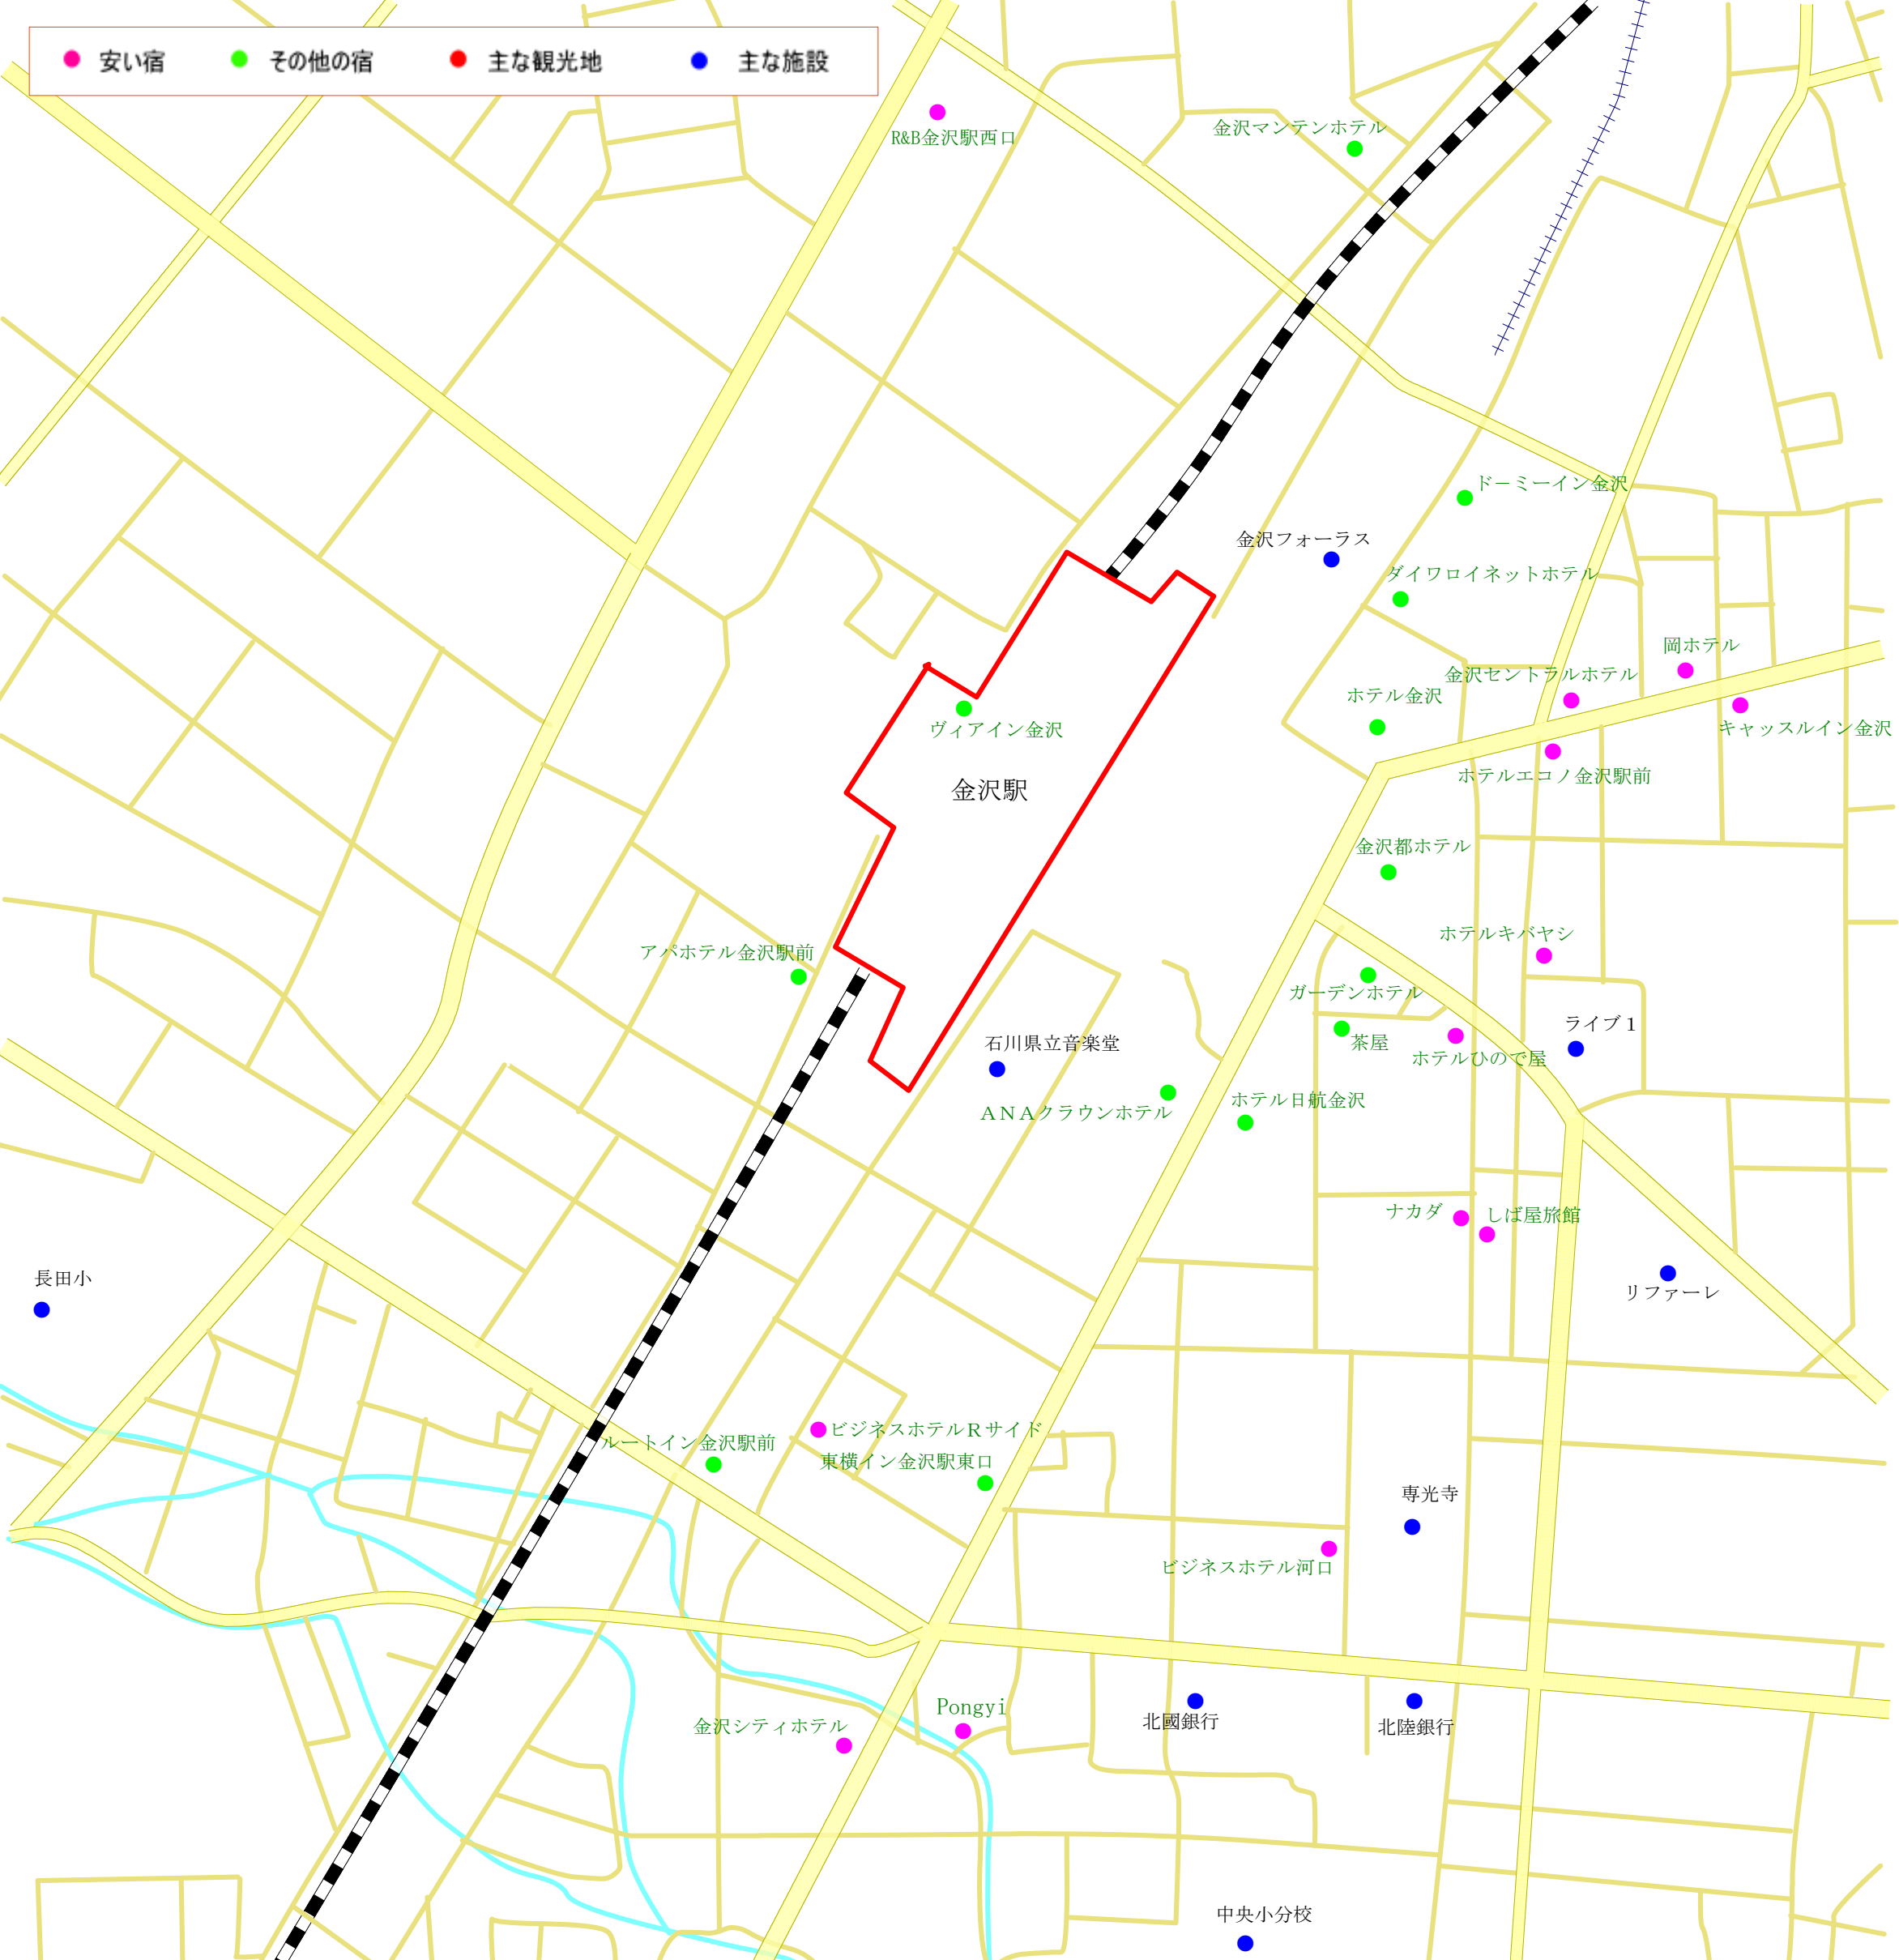 安い宿 その他の宿 主な観光地 主な施設
R&B金沢駅西口
金沢マンテンホテル
ド－ミーイン金沢
金沢フォーラス
ダイワロイネットホテル
岡ホテル
金沢セントラルホテル
ホテル金沢
キャッスルイン金沢
ヴィアイン金沢
ホテルエコノ金沢駅前
金沢駅
金沢都ホテル
ホテルキバヤシ
アパホテル金沢駅前
ガーデンホテル
ライブ１
石川県立音楽堂
茶屋
ホテルひので屋
ホテル日航金沢
ＡＮＡクラウンホテル
ナカダ
しば屋旅館
長田小
リファーレ
ビジネスホテルＲサイド
ルートイン金沢駅前
東横イン金沢駅東口
専光寺
ビジネスホテル河口
Pongyi
北國銀行
金沢シティホテル
北陸銀行
中央小分校